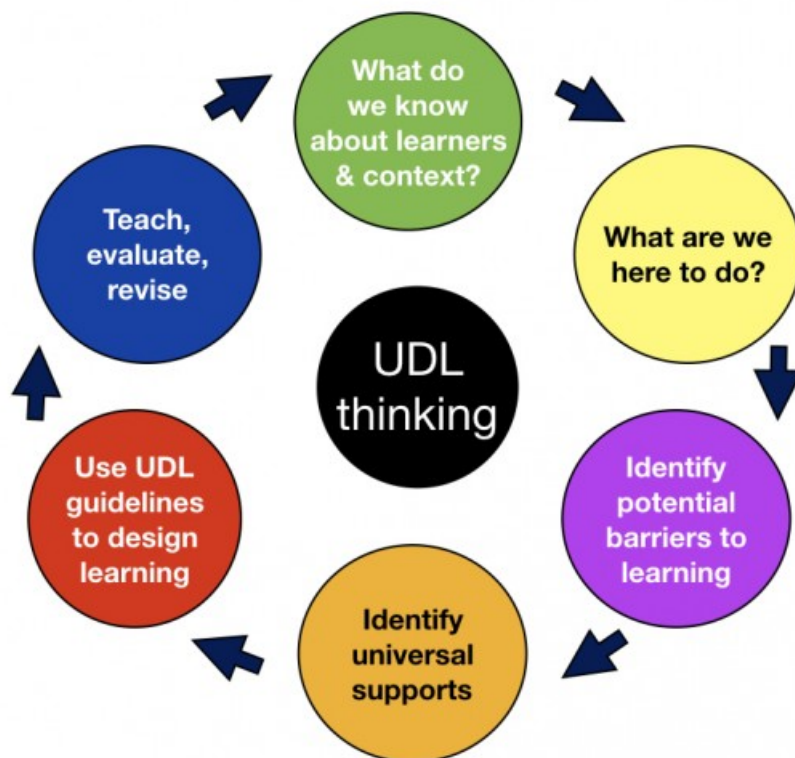 What do
we know
about learners
& context?
What are we
here to do?
Identify
potential
barriers to
learning
Identify
universal
supports
Use UDL
guidelines
to design
learning
Teach,
evaluate,
revise
UDL
thinking